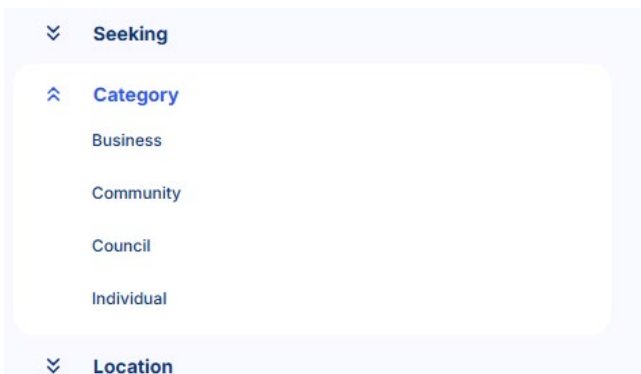 Seeking
Category
Business
Community
Council
Individual
Location